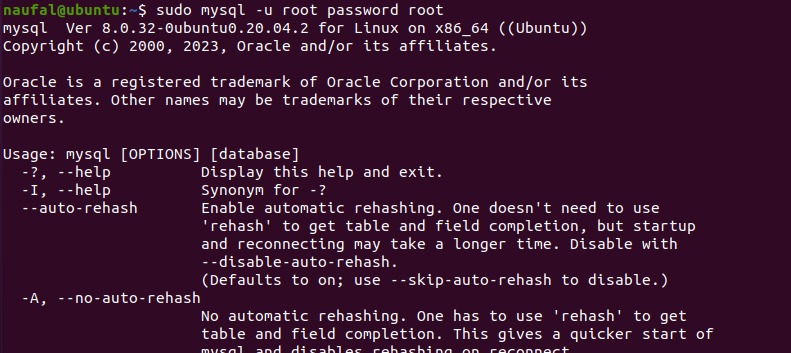 naufal@ubuntu:~$ sudo mysql -u root password root
mysql  Ver 8.0.32-0ubuntu0.20.04.2 for Linux on x86_64 ((Ubuntu))
Copyright (c) 2000, 2023, Oracle and/or its affiliates.

Oracle is a registered trademark of Oracle Corporation and/or its
affiliates. Other names may be trademarks of their respective
owners.

Usage: mysql [OPTIONS] [database]
  -?, --help          Display this help and exit.
  -I, --help          Synonym for -?
  --auto-rehash       Enable automatic rehashing. One doesn't need to use
                      'rehash' to get table and field completion, but startup
                      and reconnecting may take a longer time. Disable with
                      --disable-auto-rehash.
                      (Defaults to on; use --skip-auto-rehash to disable.)
  -A, --no-auto-rehash
                      No automatic rehashing. One has to use 'rehash' to get
                      table and field completion. This gives a quicker start of
                      mysql and disables rehashing on reconnect.